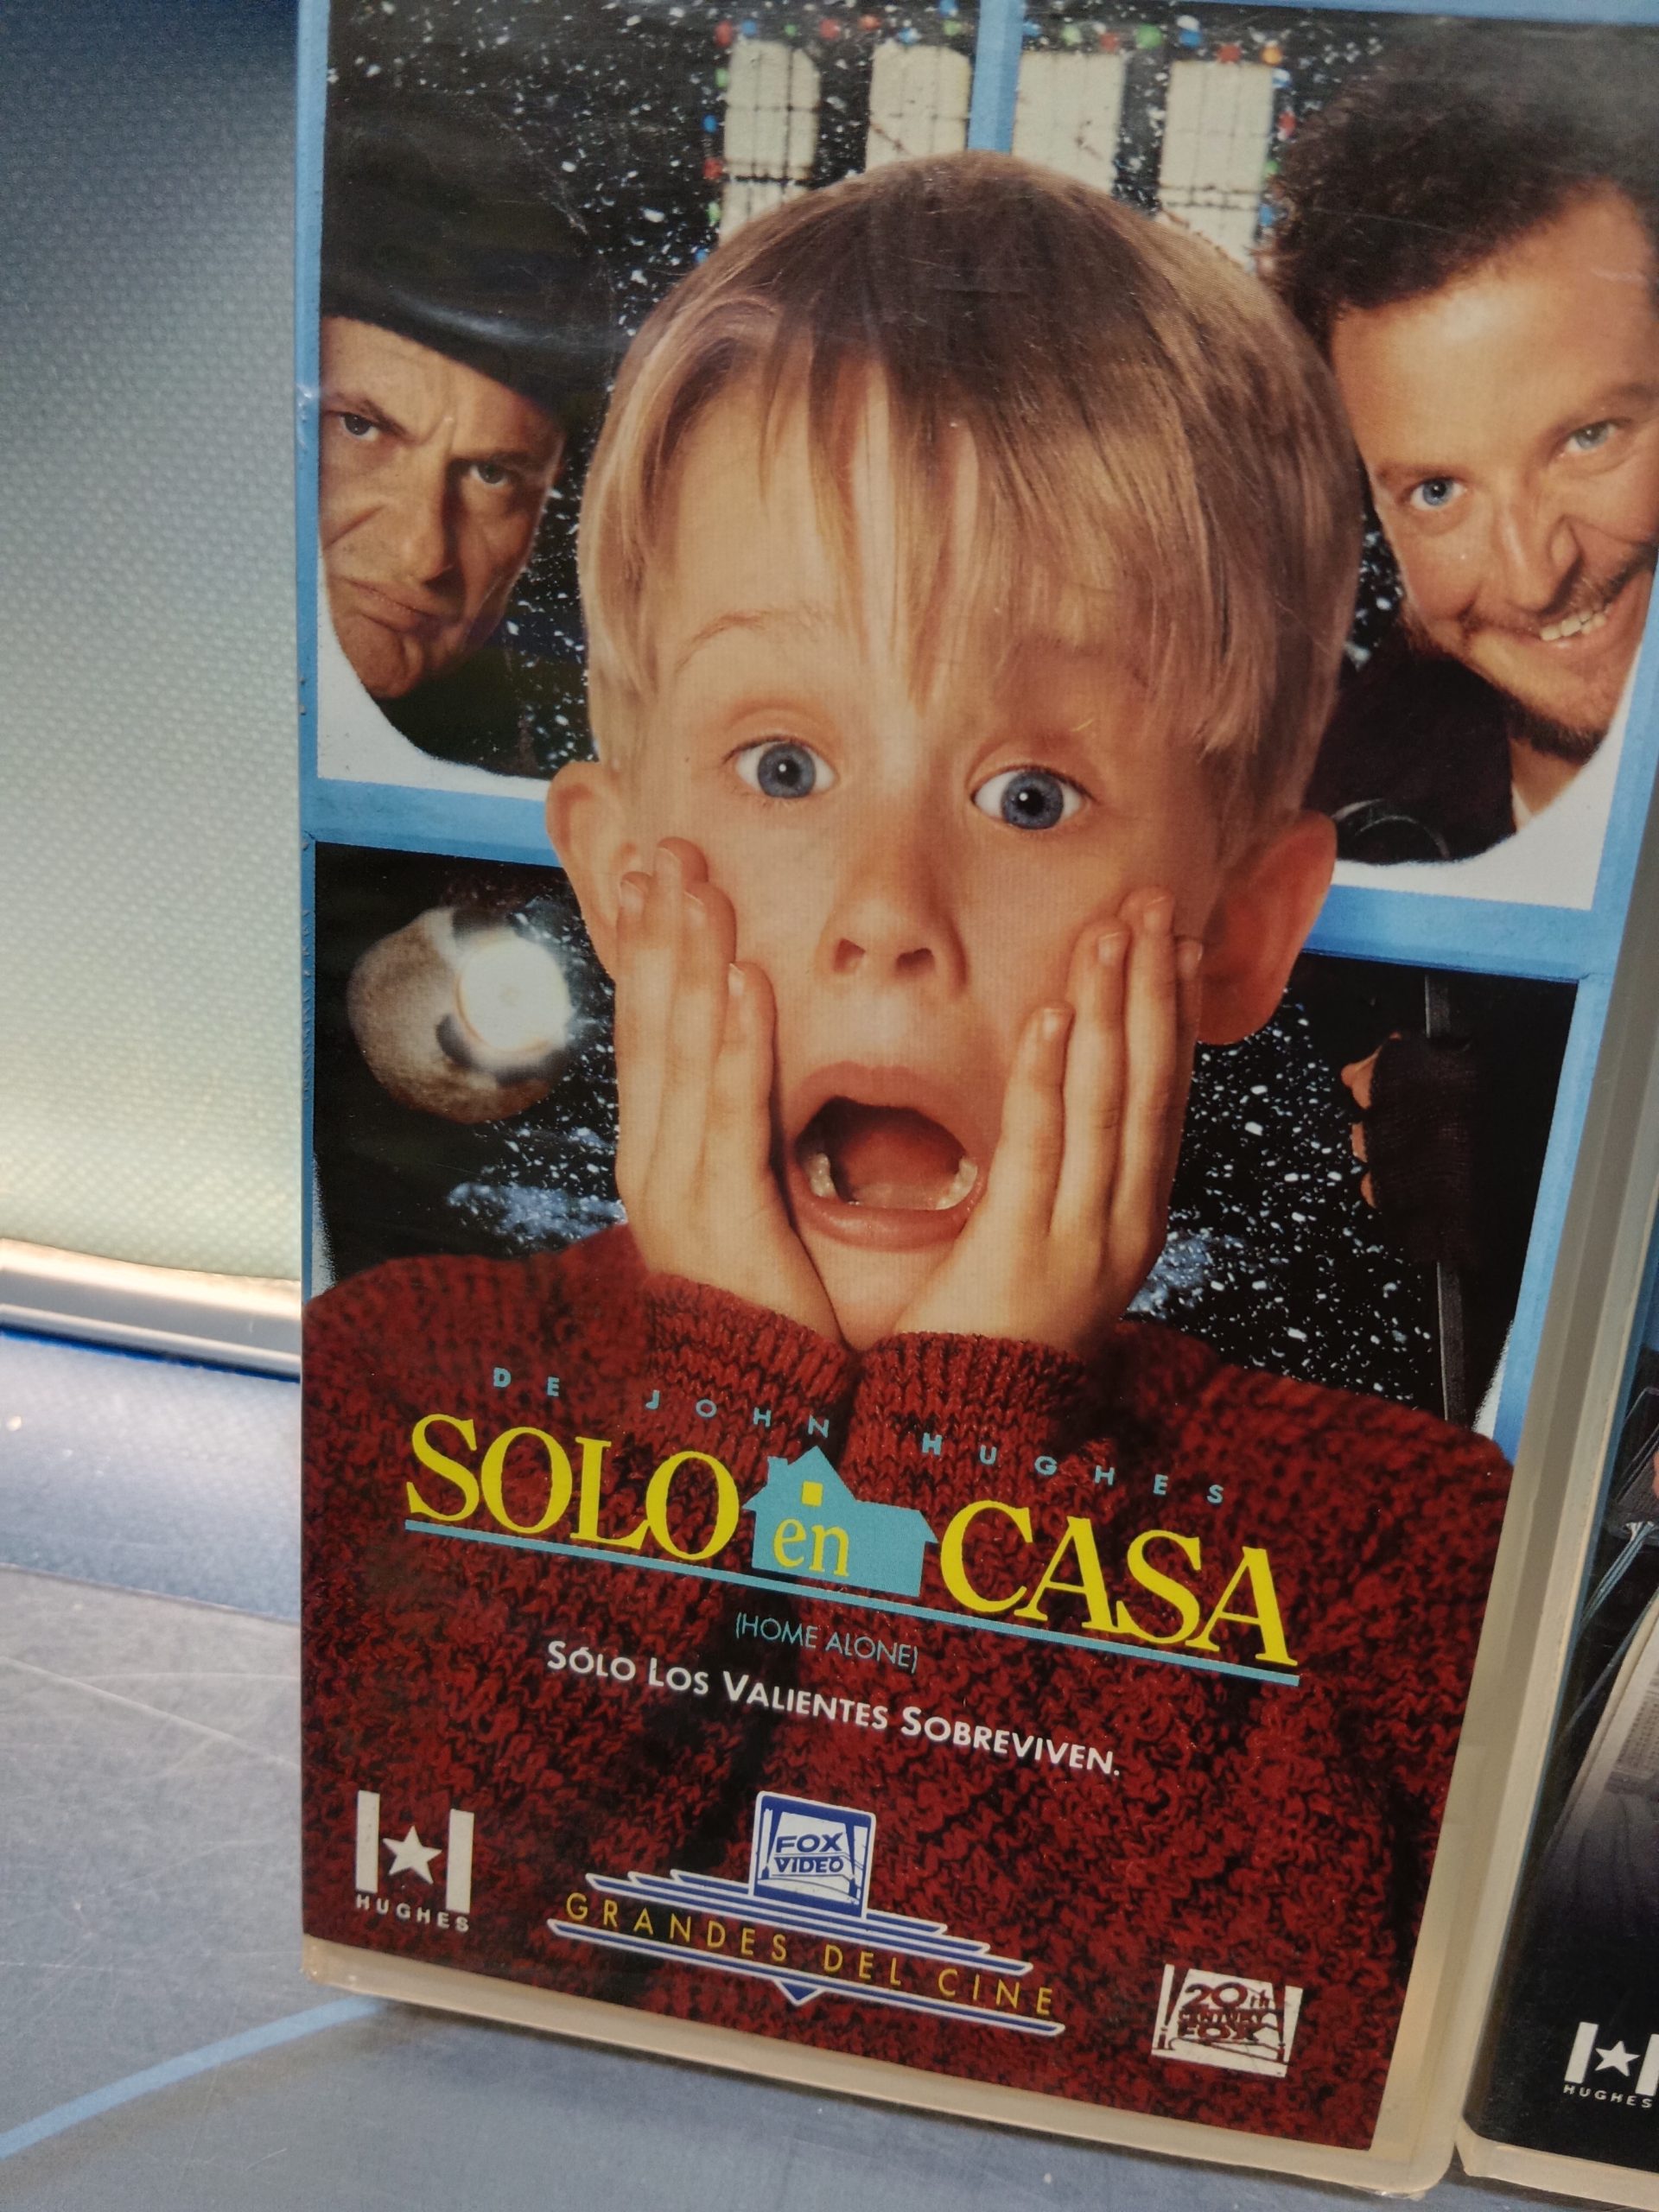 DE JOHN HUGHES
SOLO en CASA
(HOME ALONE)
SÓLO LOS VALIENTES SOBREVIVEN.
HUGHES
FOX
VIDEO
GRANDES DEL CINE
20th
CENTURY
FOX
HUGHES